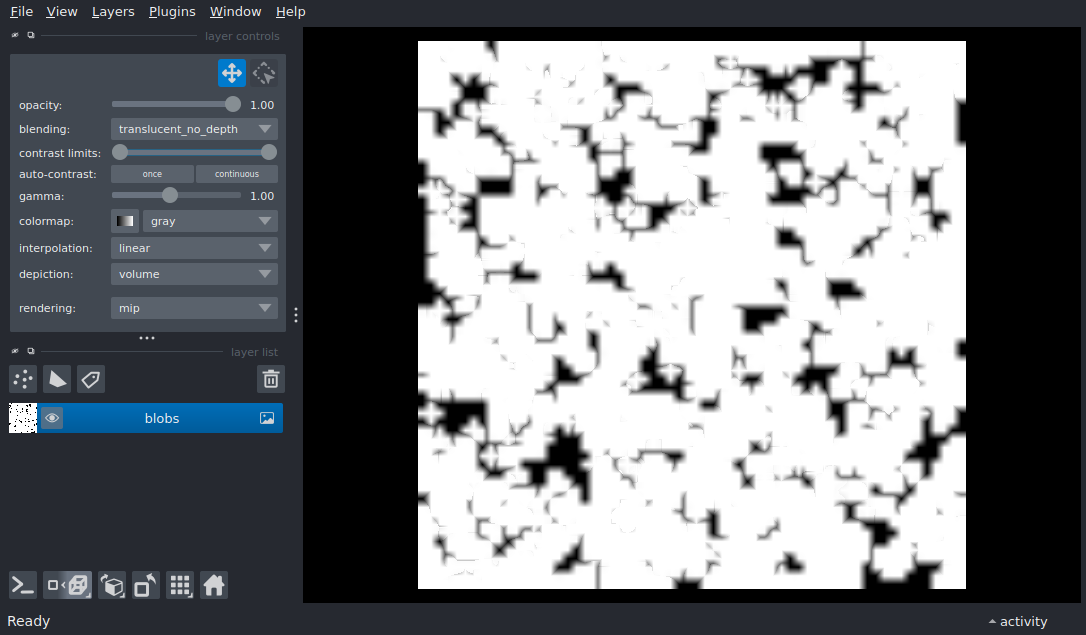 File View Layers Plugins Window Help
layer controls
opacity: 1.00
blending: translucent_no_depth
contrast limits:
auto-contrast: once continuous
gamma: 1.00
colormap: gray
interpolation: linear
depiction: volume
rendering: mip
layer list
blobs
Ready activity